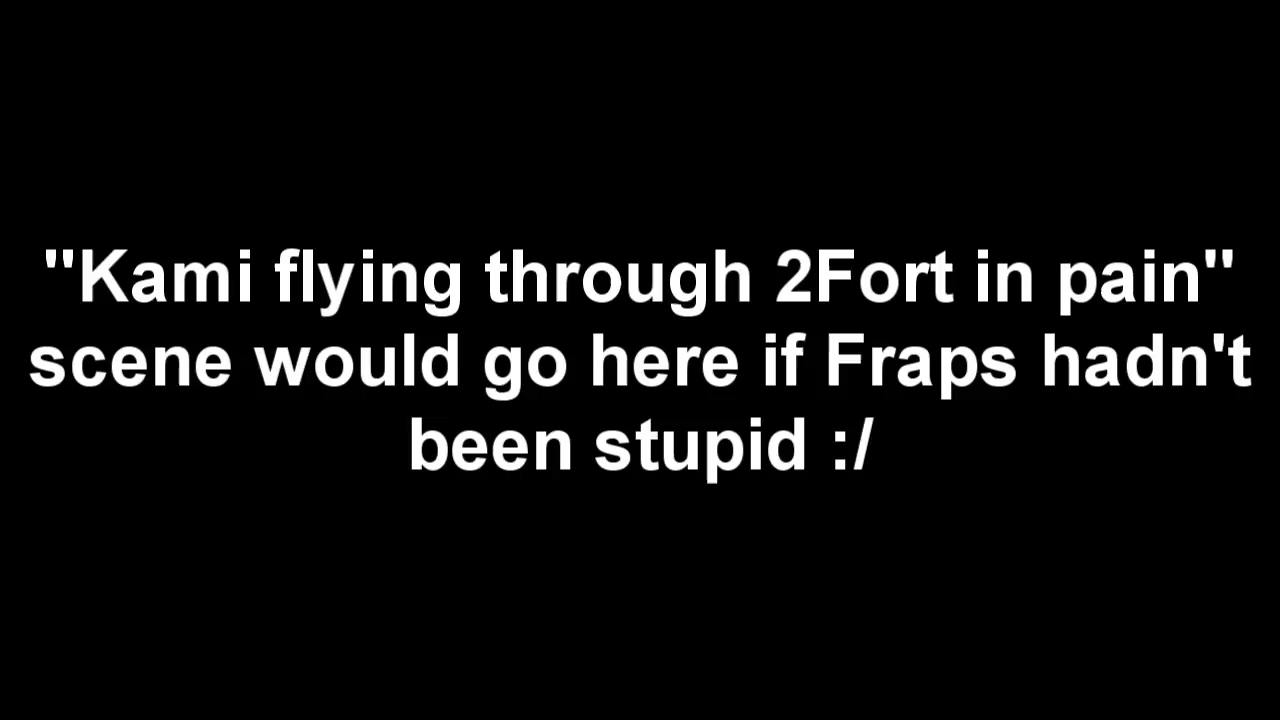 "Kami flying through 2Fort in pain"
scene would go here if Fraps hadn't
been stupid :/